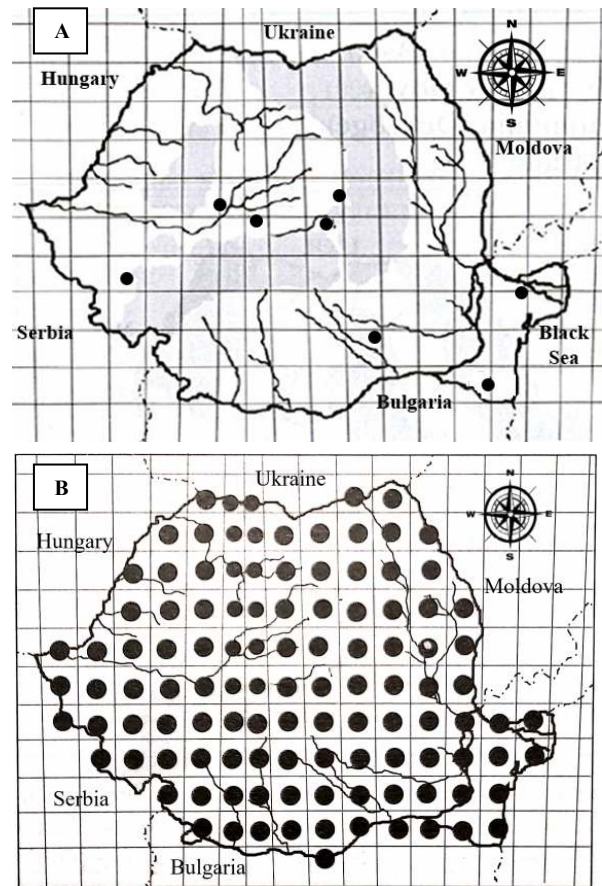 A
Ukraine
N
Hungary
W E
S
Moldova
Serbia
Black
Sea
Bulgaria
B
Ukraine
N
Hungary
W E
S
Moldova
Serbia
Bulgaria